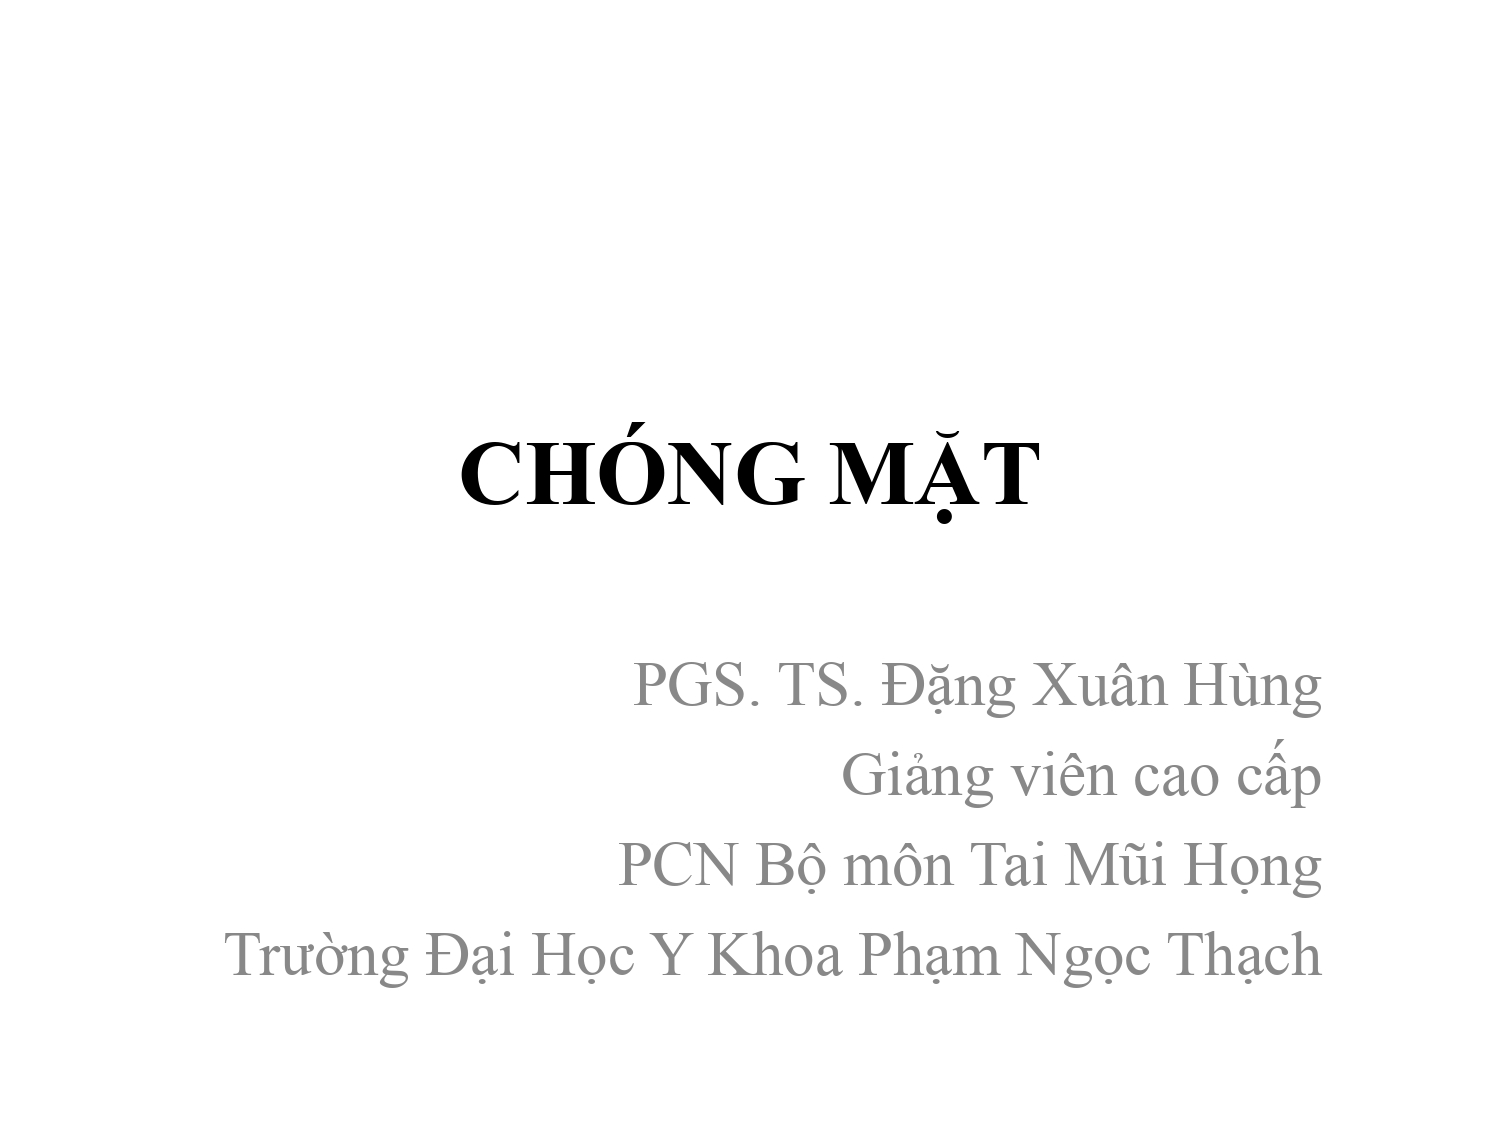 CHÓNG MẶT
PGS. TS. Đặng Xuân Hùng
Giảng viên cao cấp
PCN Bộ môn Tai Mũi Họng
Trường Đại Học Y Khoa Phạm Ngọc Thạch